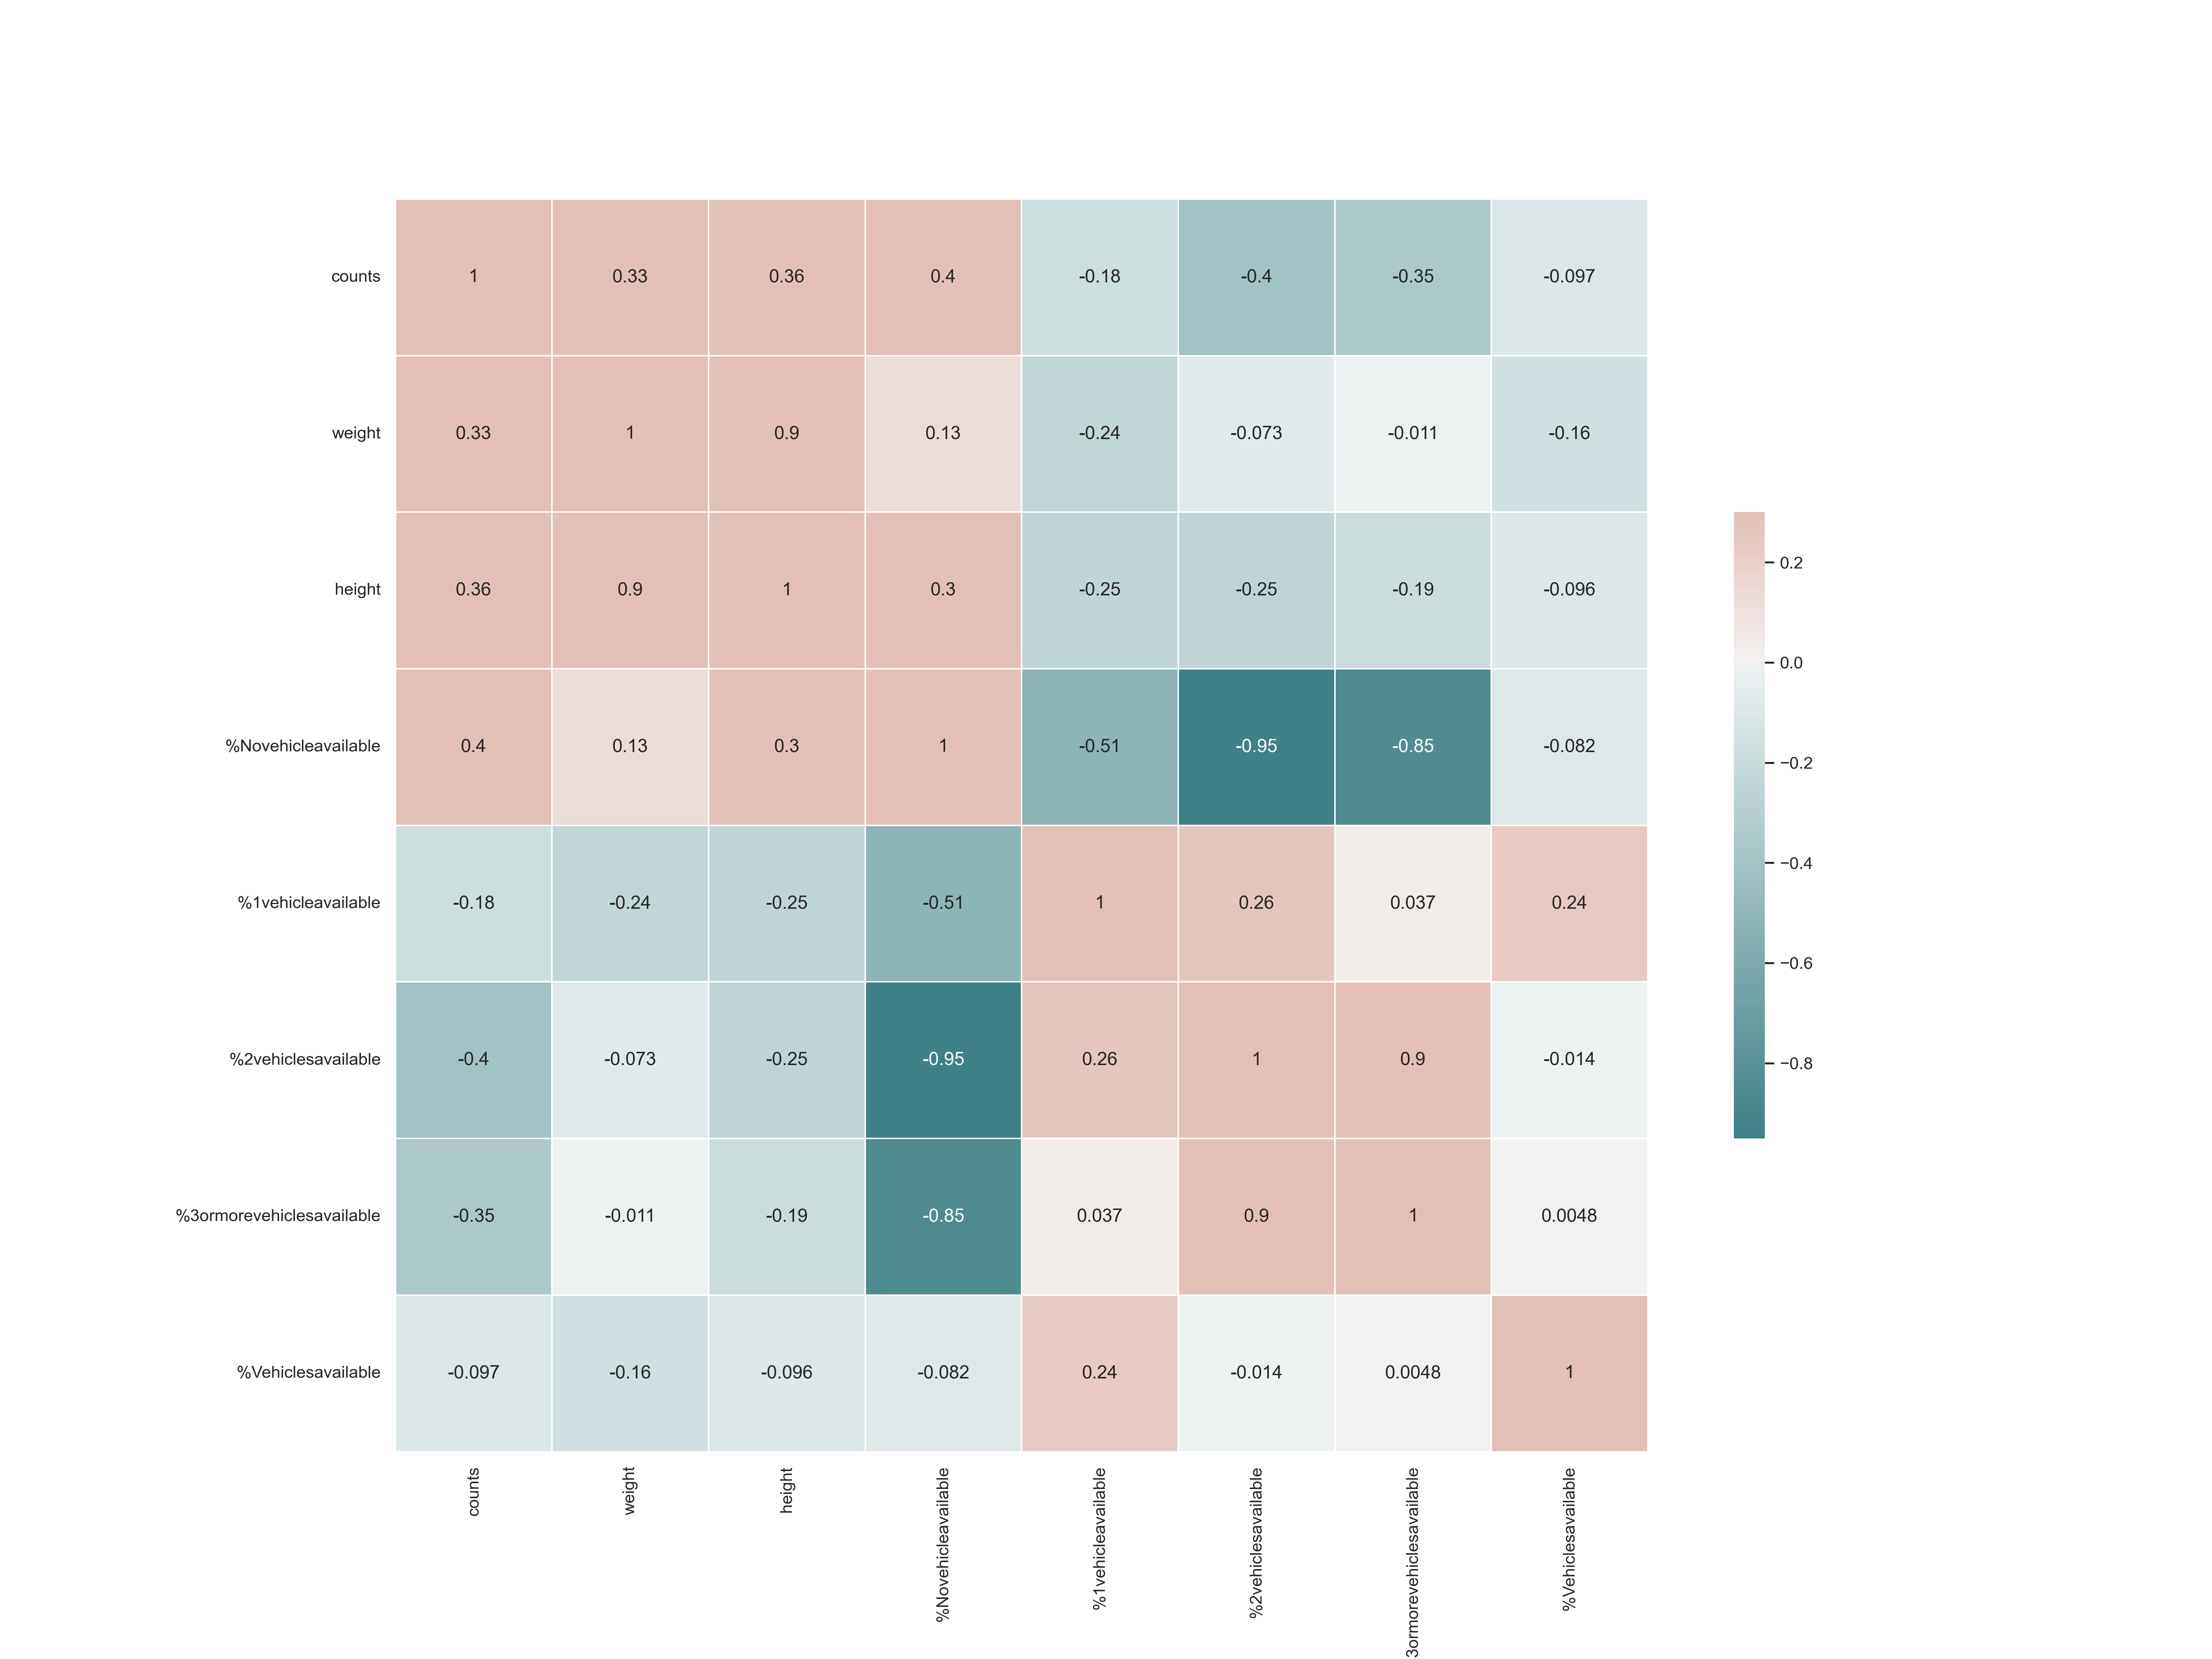 counts 1 0.33 0.36 0.4 -0.18 -0.4 -0.35 -0.097
weight 0.33 1 0.9 0.13 -0.24 -0.073 -0.011 -0.16
height 0.36 0.9 1 0.3 -0.25 -0.25 -0.19 -0.096
0.2
0.0
%Novehicleavailable 0.4 0.13 0.3 1 -0.51 -0.95 -0.85 -0.082
−0.2
−0.4
%1vehicleavailable -0.18 -0.24 -0.25 -0.51 1 0.26 0.037 0.24
−0.6
%2vehiclesavailable -0.4 -0.073 -0.25 -0.95 0.26 1 0.9 -0.014
−0.8
%3ormorevehiclesavailable -0.35 -0.011 -0.19 -0.85 0.037 0.9 1 0.0048
%Vehiclesavailable -0.097 -0.16 -0.096 -0.082 0.24 -0.014 0.0048 1
counts
weight
height
%Novehicleavailable
%1vehicleavailable
%2vehiclesavailable
3ormorevehiclesavailable
%Vehiclesavailable